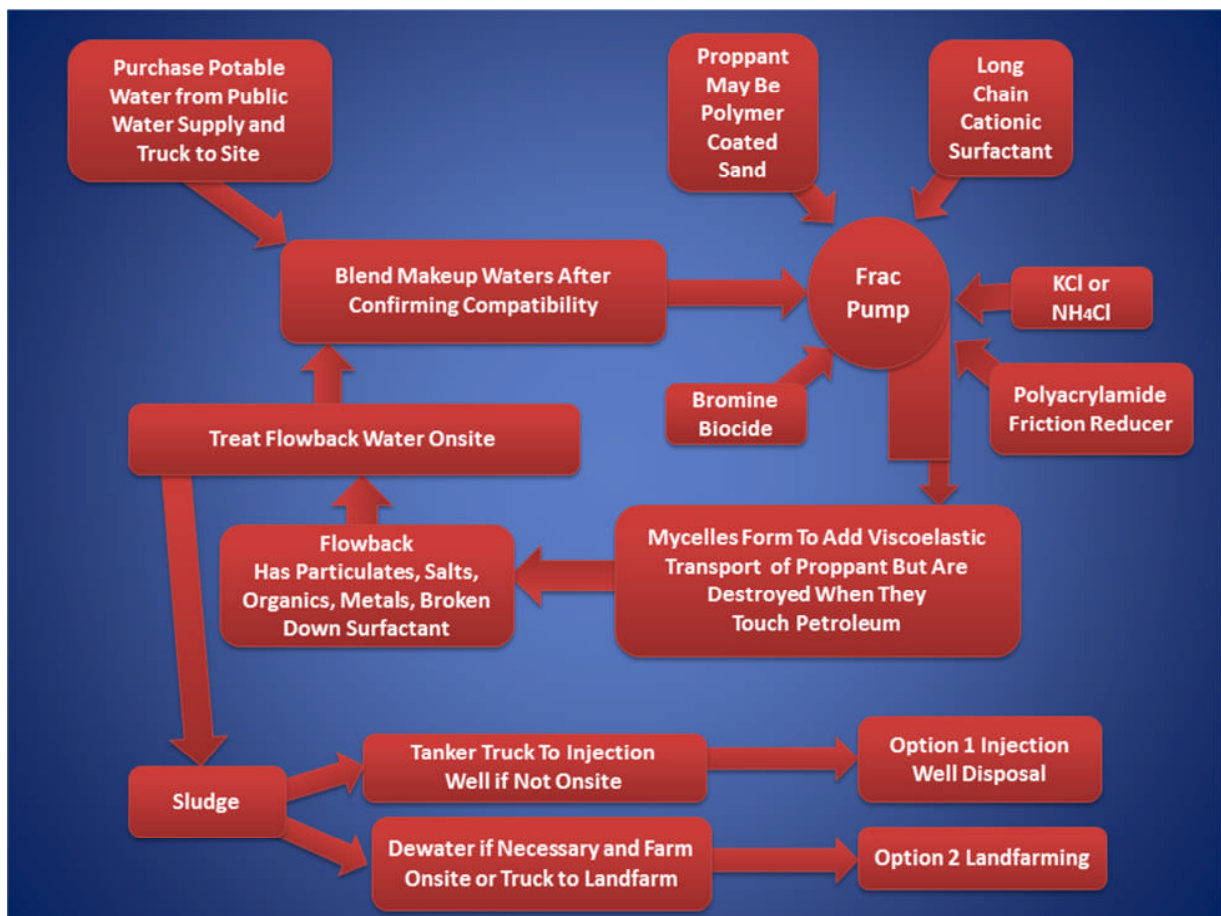 Purchase Potable
Water from Public
Water Supply and
Truck to Site
Proppant
May Be
Polymer
Coated
Sand
Long
Chain
Cationic
Surfactant
Blend Makeup Waters After
Confirming Compatibility
Frac
Pump
KCl or
NH4Cl
Bromine
Biocide
Polyacrylamide
Friction Reducer
Treat Flowback Water Onsite
Flowback
Has Particulates, Salts,
Organics, Metals, Broken
Down Surfactant
Mycelles Form To Add Viscoelastic
Transport of Proppant But Are
Destroyed When They
Touch Petroleum
Sludge
Tanker Truck To Injection
Well if Not Onsite
Option 1 Injection
Well Disposal
Dewater if Necessary and Farm
Onsite or Truck to Landfarm
Option 2 Landfarming